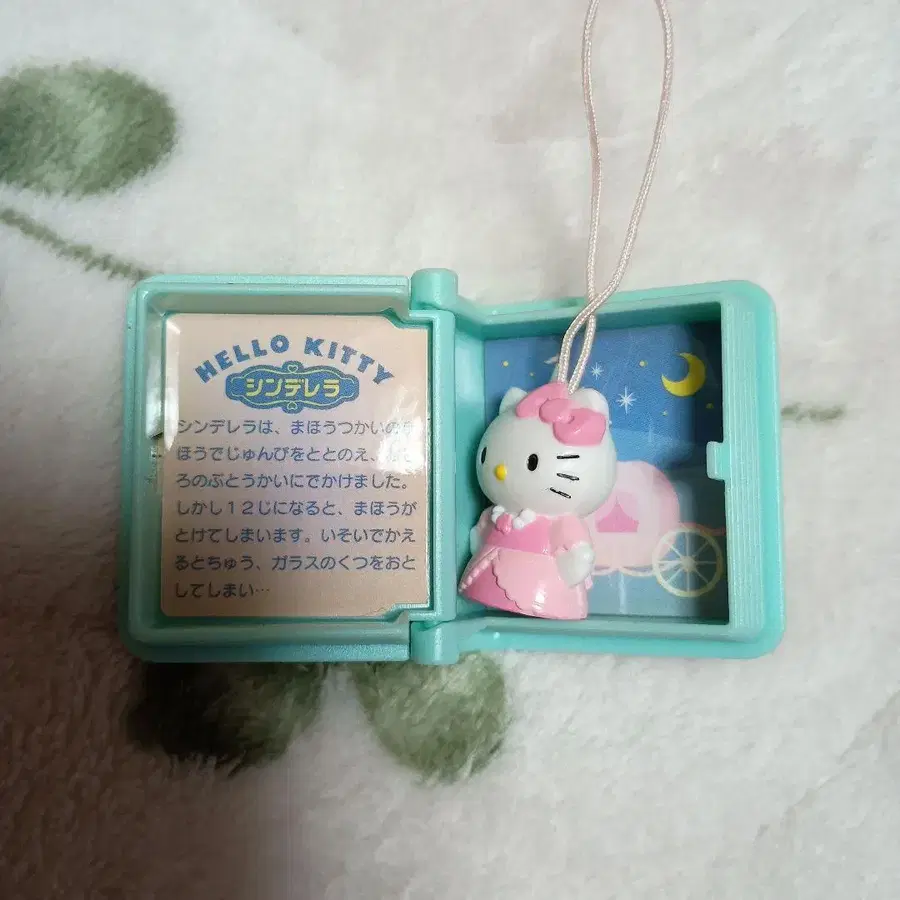 HELLO KITTY
シンデレラ
シンデレラは、まほうつかいの
ほうでじゅんびをととのえ、
ろのぶとうかいにでかけました。
しかし12じになると、まほうが
とけてしまいます。いそいでかえ
るとちゅう、ガラスのくつをおと
してしまい…